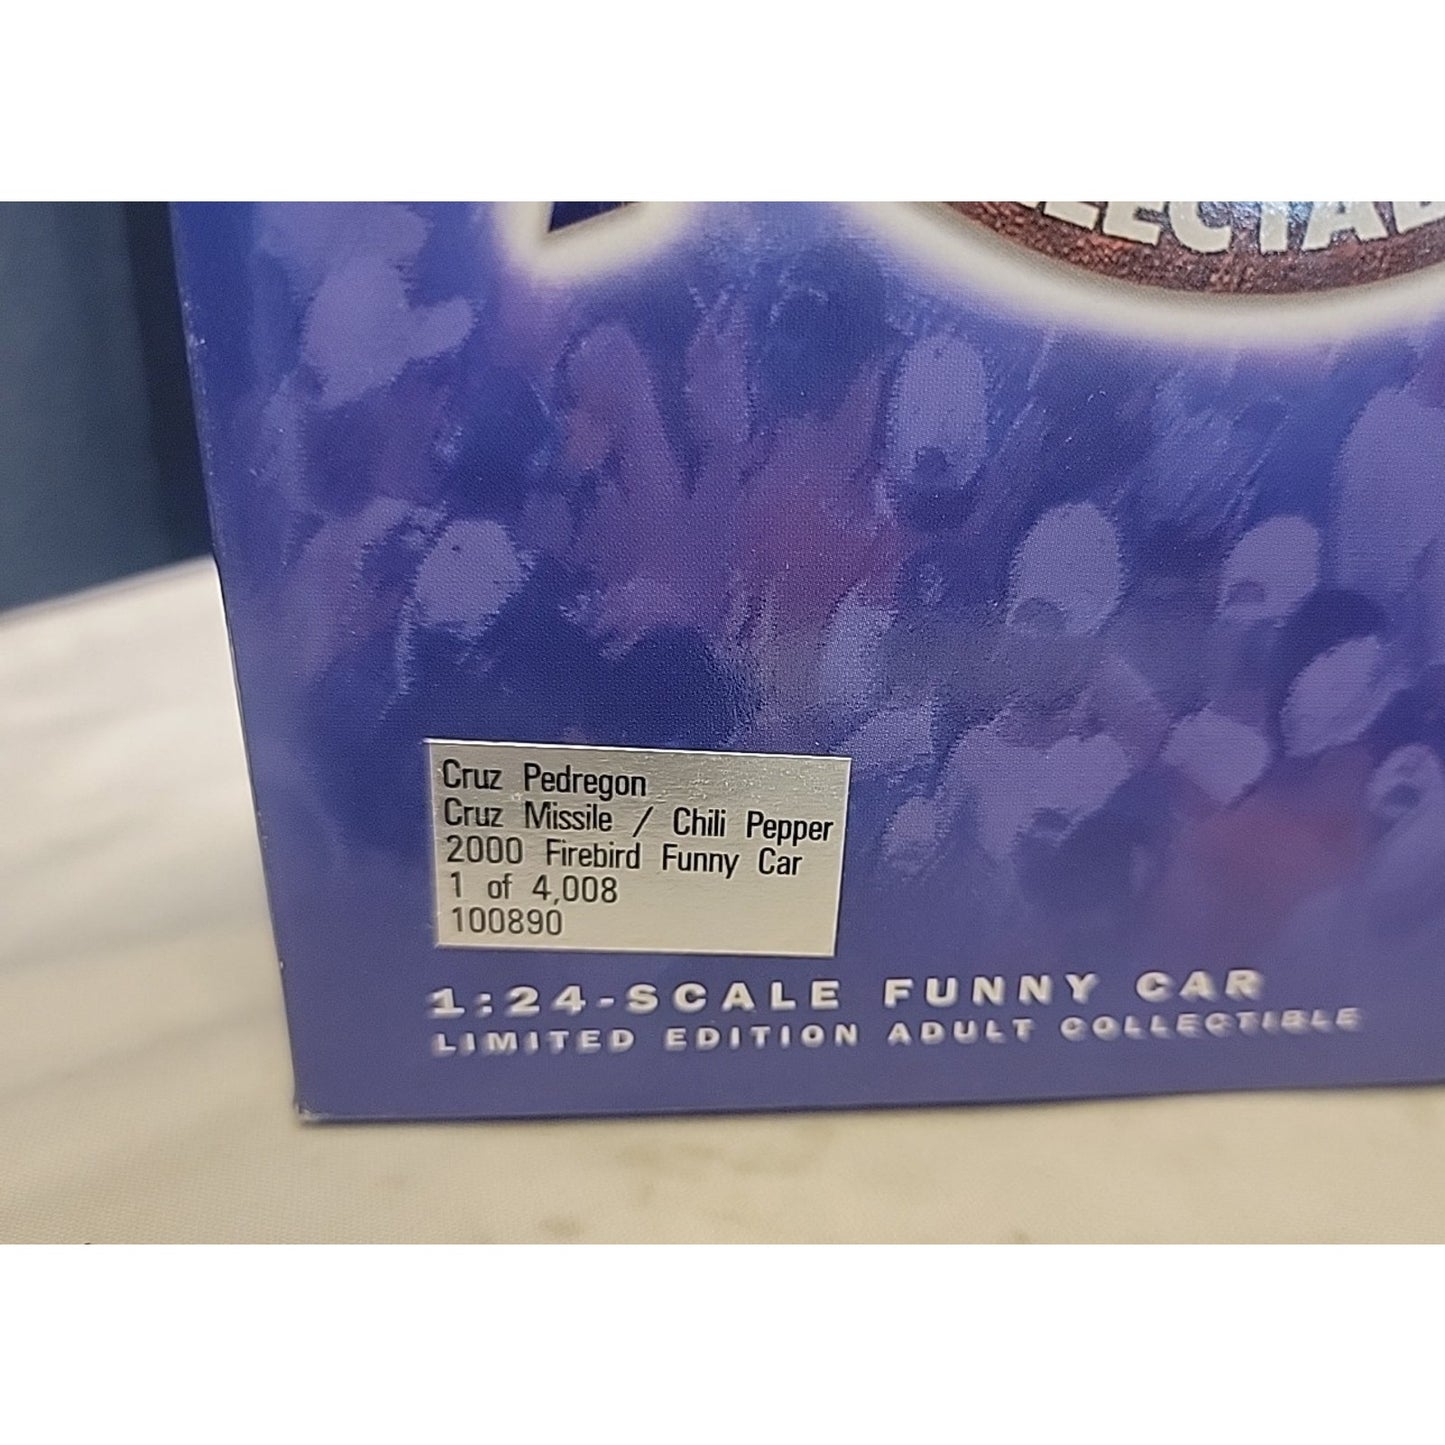 Cruz Pedregon
Cruz Missile / Chili Pepper
2000 Firebird Funny Car
1 of 4,008
100890
1:24-SCALE FUNNY CAR
LIMITED EDITION ADULT COLLECTIBLE